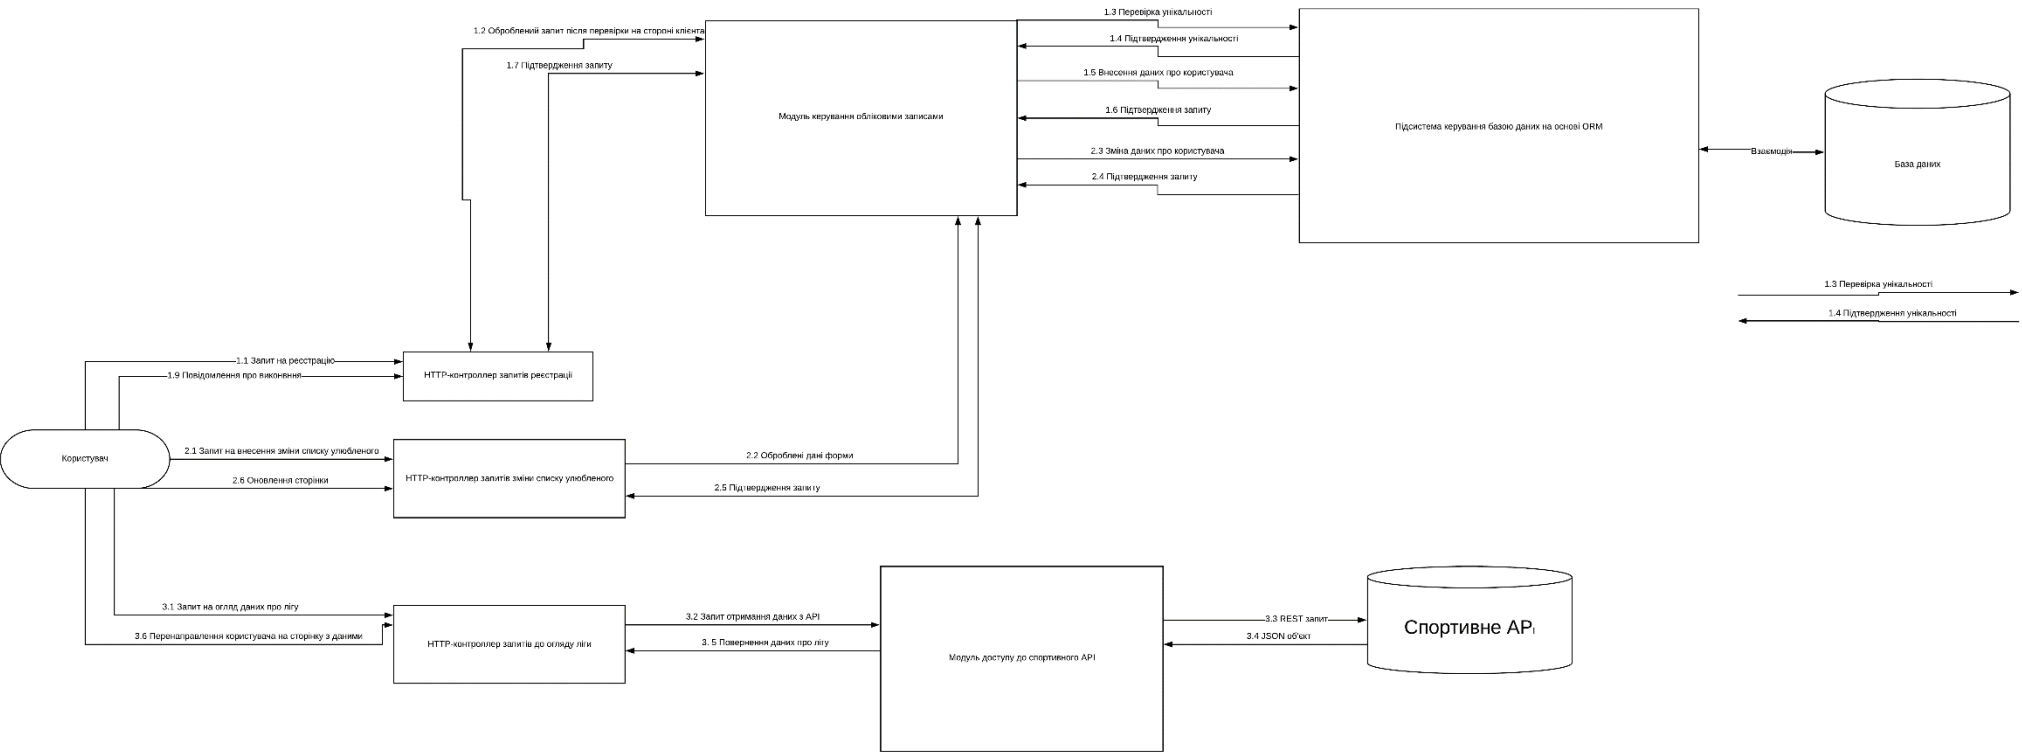 1.2 Оброблений запит після перевірки на стороні клієнта
1.7 Підтвердження запиту
Модуль керування обліковими записами
1.3 Перевірка унікальності
1.4 Підтвердження унікальності
1.5 Внесення даних про користувача
1.6 Підтвердження запиту
2.3 Зміна даних про користувача
2.4 Підтвердження запиту
Підсистема керування базою даних на основі ORM
Взаємодія
База даних
1.3 Перевірка унікальності
1.4 Підтвердження унікальності
1.1 Запит на реєстрацію
1.9 Повідомлення про виконвння
HTTP-контроллер запитів реєстрації
Користувач
2.1 Запит на внесення зміни списку улюбленого
2.6 Оновлення сторінки
HTTP-контроллер запитів зміни списку улюбленого
2.2 Оброблені дані форми
2.5 Підтвердження запиту
3.1 Запит на огляд даних про лігу
3.6 Перенаправлення користувача на сторінку з даними
HTTP-контроллер запитів до огляду ліги
3.2 Запит отримання даних з API
3. 5 Повернення даних про лігу
Модуль доступу до спортивного API
3.3 REST запит
3.4 JSON об'єкт
Спортивне API